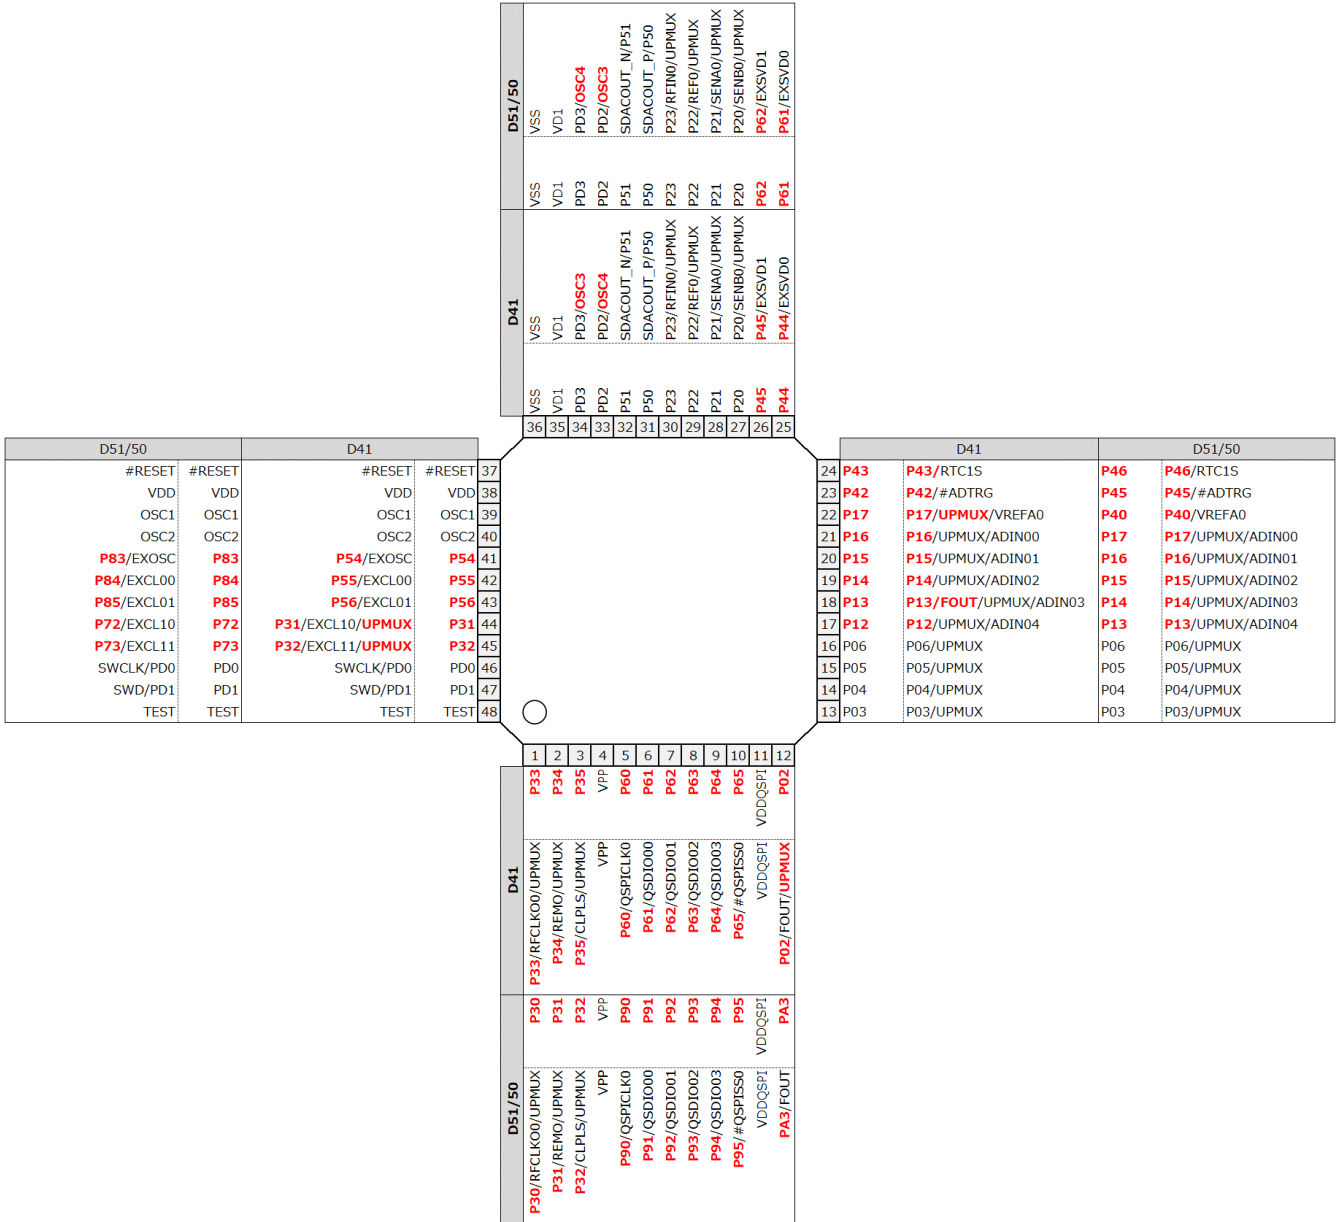 D51/50
VSS
VD1
PD3/OSC4
PD2/OSC3
SDACOUT_N/P51
SDACOUT_P/P50
P23/RFIN0/UPMUX
P22/REF0/UPMUX
P21/SENA0/UPMUX
P20/SENB0/UPMUX
P62/EXSVD1
P61/EXSVD0
VSS
VD1
PD3
PD2
P51
P50
P23
P22
P21
P20
P62
P61
D41
VSS
VD1
PD3/OSC3
PD2/OSC4
SDACOUT_N/P51
SDACOUT_P/P50
P23/RFIN0/UPMUX
P22/REF0/UPMUX
P21/SENA0/UPMUX
P20/SENB0/UPMUX
P45/EXSVD1
P44/EXSVD0
VSS
VD1
PD3
PD2
P51
P50
P23
P22
P21
P20
P45
P44
36 35 34 33 32 31 30 29 28 27 26 25
D51/50 D41
#RESET #RESET #RESET #RESET 37
VDD VDD VDD VDD 38
OSC1 OSC1 OSC1 OSC1 39
OSC2 OSC2 OSC2 OSC2 40
P83/EXOSC P83 P54/EXOSC P54 41
P84/EXCL00 P84 P55/EXCL00 P55 42
P85/EXCL01 P85 P56/EXCL01 P56 43
P72/EXCL10 P72 P31/EXCL10/UPMUX P31 44
P73/EXCL11 P73 P32/EXCL11/UPMUX P32 45
SWCLK/PD0 PD0 SWCLK/PD0 PD0 46
SWD/PD1 PD1 SWD/PD1 PD1 47
TEST TEST TEST TEST 48
D41 D51/50
24 P43 P43/RTC1S P46 P46/RTC1S
23 P42 P42/#ADTRG P45 P45/#ADTRG
22 P17 P17/UPMUX/VREFA0 P40 P40/VREFA0
21 P16 P16/UPMUX/ADIN00 P17 P17/UPMUX/ADIN00
20 P15 P15/UPMUX/ADIN01 P16 P16/UPMUX/ADIN01
19 P14 P14/UPMUX/ADIN02 P15 P15/UPMUX/ADIN02
18 P13 P13/FOUT/UPMUX/ADIN03 P14 P14/UPMUX/ADIN03
17 P12 P12/UPMUX/ADIN04 P13 P13/UPMUX/ADIN04
16 P06 P06/UPMUX P06 P06/UPMUX
15 P05 P05/UPMUX P05 P05/UPMUX
14 P04 P04/UPMUX P04 P04/UPMUX
13 P03 P03/UPMUX P03 P03/UPMUX
1 2 3 4 5 6 7 8 9 10 11 12
D41
P33
P34
P35
VPP
P60
P61
P62
P63
P64
P65
VDDQSPI
P02
P33/RFCLKO0/UPMUX
P34/REMO/UPMUX
P35/CLPLS/UPMUX
VPP
P60/QSPICLK0
P61/QSDIO00
P62/QSDIO01
P63/QSDIO02
P64/QSDIO03
P65/#QSPISS0
VDDQSPI
P02/FOUT/UPMUX
D51/50
P30
P31
P32
VPP
P90
P91
P92
P93
P94
P95
VDDQSPI
PA3
P30/RFCLKO0/UPMUX
P31/REMO/UPMUX
P32/CLPLS/UPMUX
VPP
P90/QSPICLK0
P91/QSDIO00
P92/QSDIO01
P93/QSDIO02
P94/QSDIO03
P95/#QSPISS0
VDDQSPI
PA3/FOUT